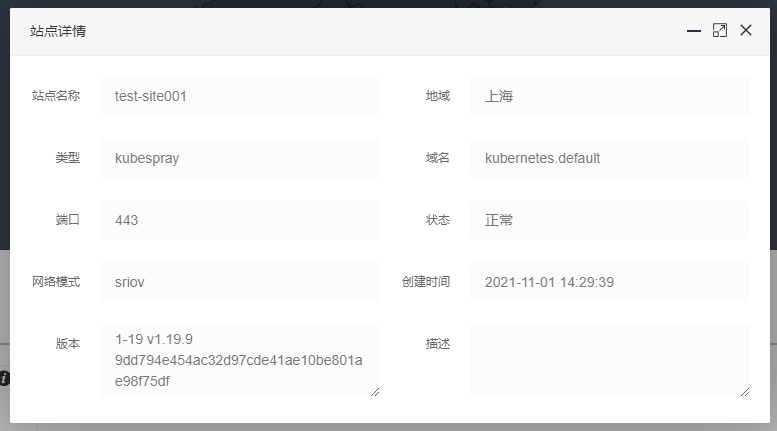 站点详情
站点名称 test-site001 地域 上海
类型 kubespray 域名 kubernetes.default
端口 443 状态 正常
网络模式 sriov 创建时间 2021-11-01 14:29:39
版本 1-19 v1.19.9 描述
9dd794e454ac32d97cde41ae10be801a
e98f75df